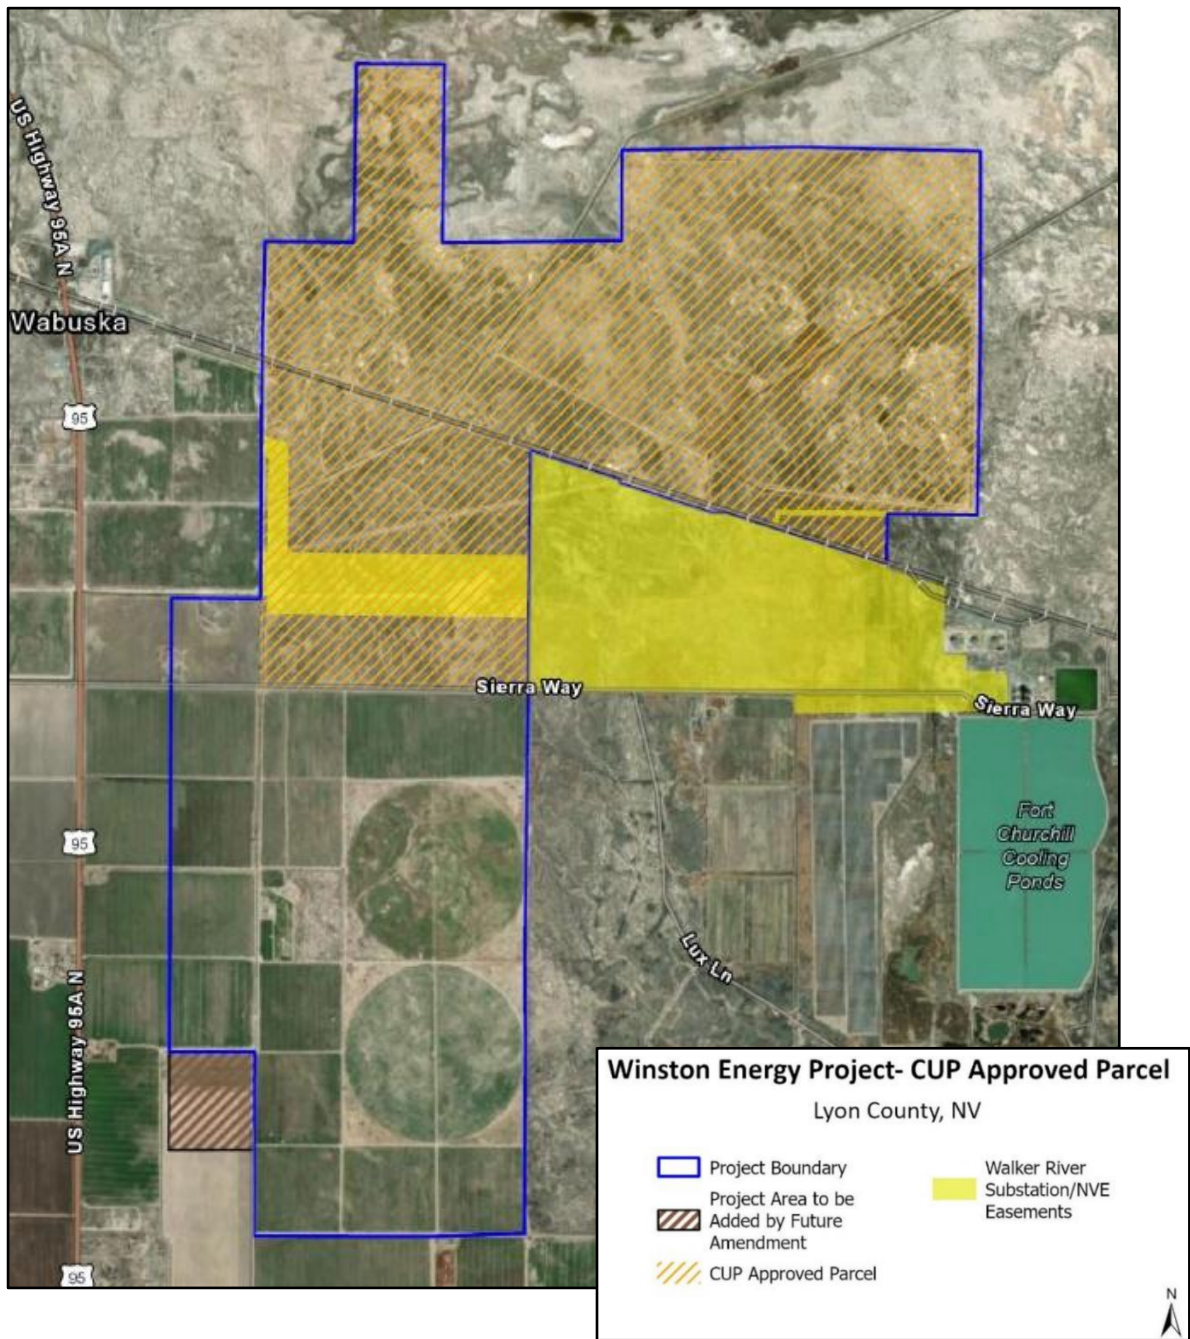 US Highway 95A N
Wabuska
95
Sierra Way
Sierra Way
95
Fort
Churchill
Cooling
Ponds
Lux Ln
US Highway 95A N
95
Winston Energy Project- CUP Approved Parcel
Lyon County, NV
Project Boundary
Project Area to be
Added by Future
Amendment
CUP Approved Parcel
Walker River
Substation/NVE
Easements
N